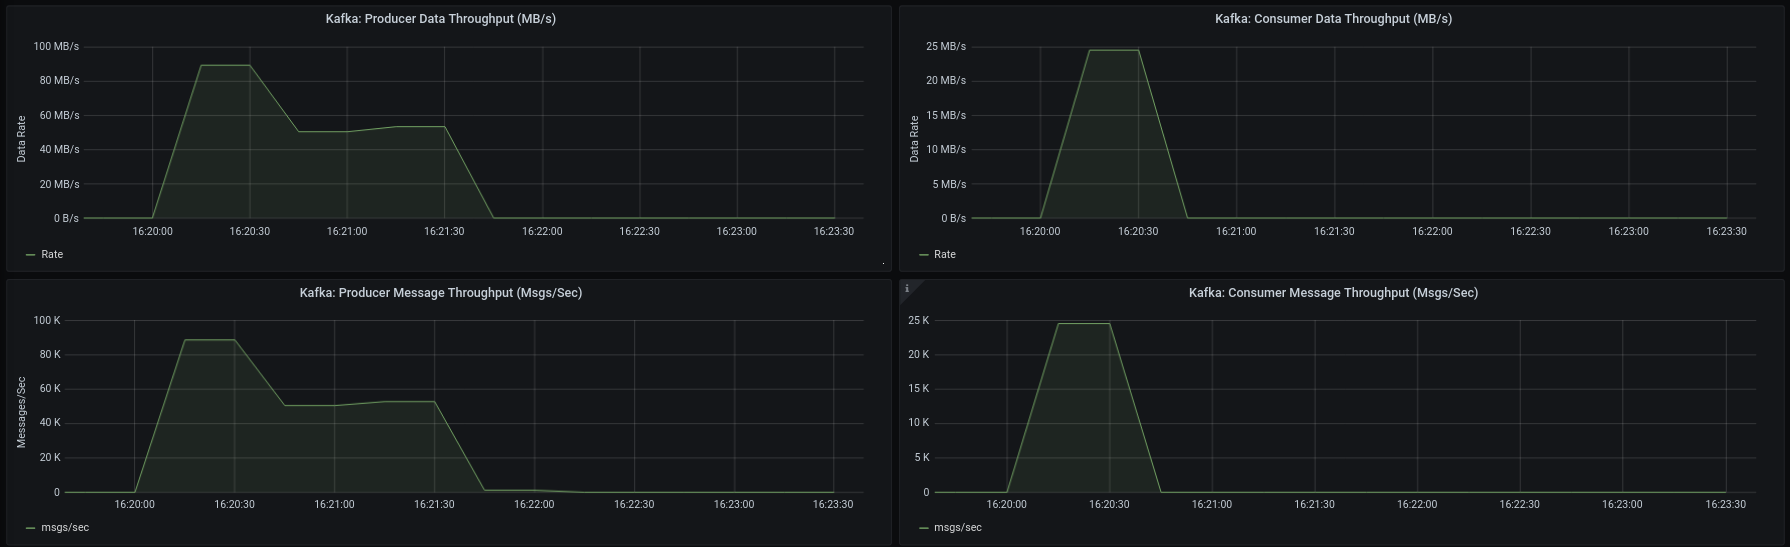 Kafka: Producer Data Throughput (MB/s)
100 MB/s
80 MB/s
60 MB/s
40 MB/s
20 MB/s
0 B/s
Data Rate
16:20:00 16:20:30 16:21:00 16:21:30 16:22:00 16:22:30 16:23:00 16:23:30
Rate
Kafka: Consumer Data Throughput (MB/s)
25 MB/s
20 MB/s
15 MB/s
10 MB/s
5 MB/s
0 B/s
Data Rate
16:20:00 16:20:30 16:21:00 16:21:30 16:22:00 16:22:30 16:23:00 16:23:30
Rate
Kafka: Producer Message Throughput (Msgs/Sec)
100 K
80 K
60 K
40 K
20 K
0
Messages/Sec
16:20:00 16:20:30 16:21:00 16:21:30 16:22:00 16:22:30 16:23:00 16:23:30
msgs/sec
i
Kafka: Consumer Message Throughput (Msgs/Sec)
25 K
20 K
15 K
10 K
5 K
0
16:20:00 16:20:30 16:21:00 16:21:30 16:22:00 16:22:30 16:23:00 16:23:30
msgs/sec